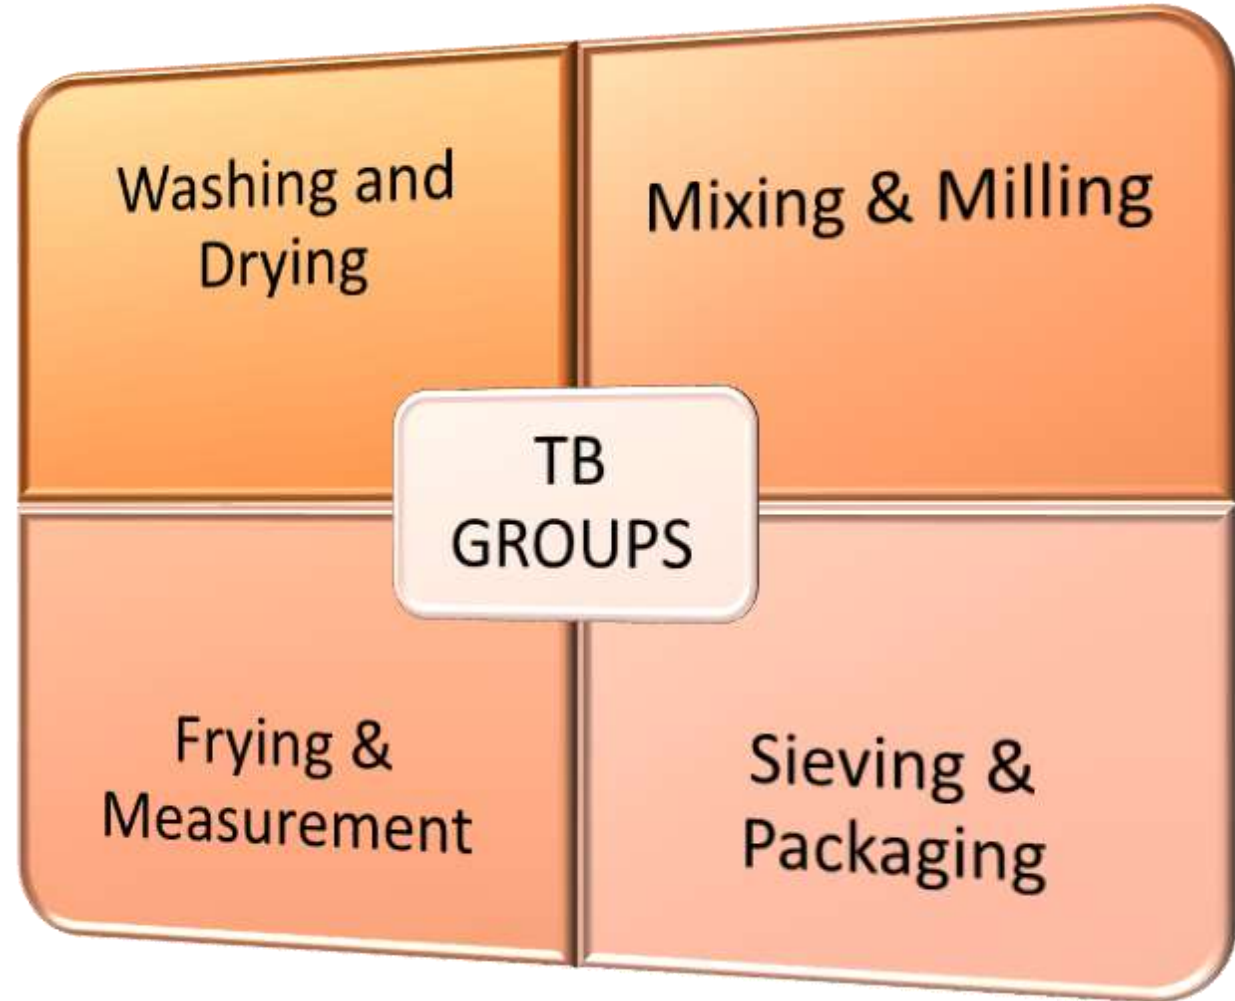 Washing and
Drying
Mixing & Milling
TB
GROUPS
Frying &
Measurement
Sieving &
Packaging